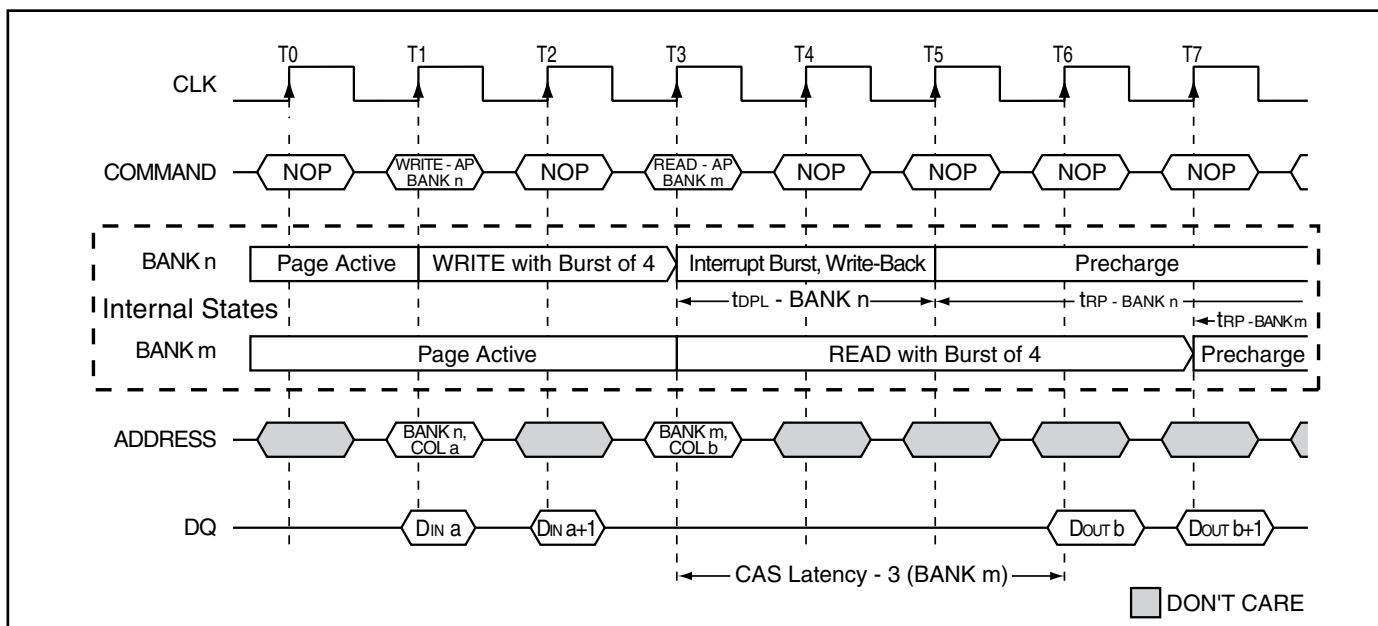 T0 T1 T2 T3 T4 T5 T6 T7
CLK
COMMAND NOP WRITE - AP BANK n NOP READ - AP BANK m NOP NOP NOP NOP
BANK n Page Active WRITE with Burst of 4 Interrupt Burst, Write-Back Precharge
tDPL - BANK n tRP - BANK n
Internal States
tRP - BANK m
BANK m Page Active READ with Burst of 4 Precharge
ADDRESS BANK n, COL a BANK m, COL b
DQ DIN a DIN a+1 DOUT b DOUT b+1
CAS Latency - 3 (BANK m)
DON'T CARE